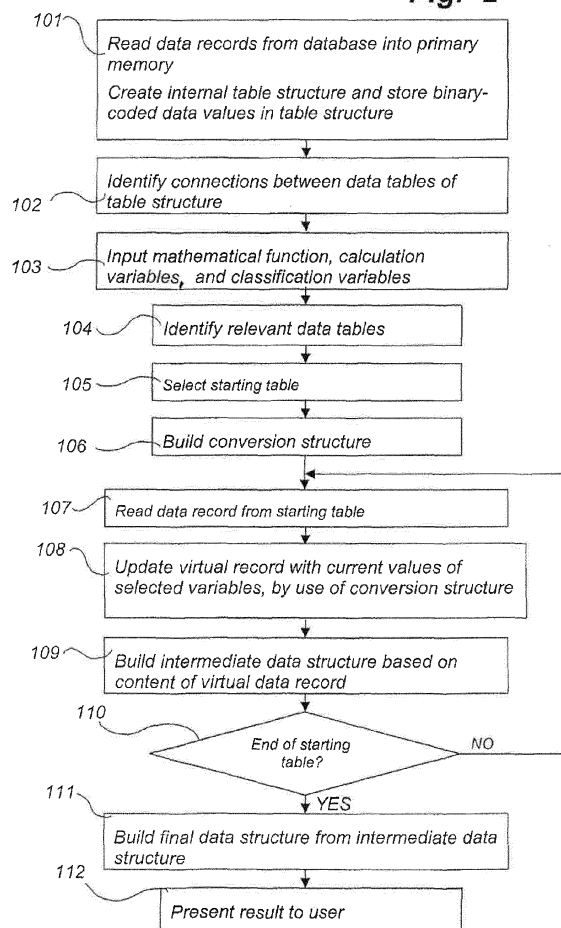 101
Read data records from database into primary
memory
Create internal table structure and store binary-
coded data values in table structure
102
Identify connections between data tables of
table structure
103
Input mathematical function, calculation
variables, and classification variables
104
Identify relevant data tables
105
Select starting table
106
Build conversion structure
107
Read data record from starting table
108
Update virtual record with current values of
selected variables, by use of conversion structure
109
Build intermediate data structure based on
content of virtual data record
110
End of starting
table?
NO
YES
111
Build final data structure from intermediate data
structure
112
Present result to user